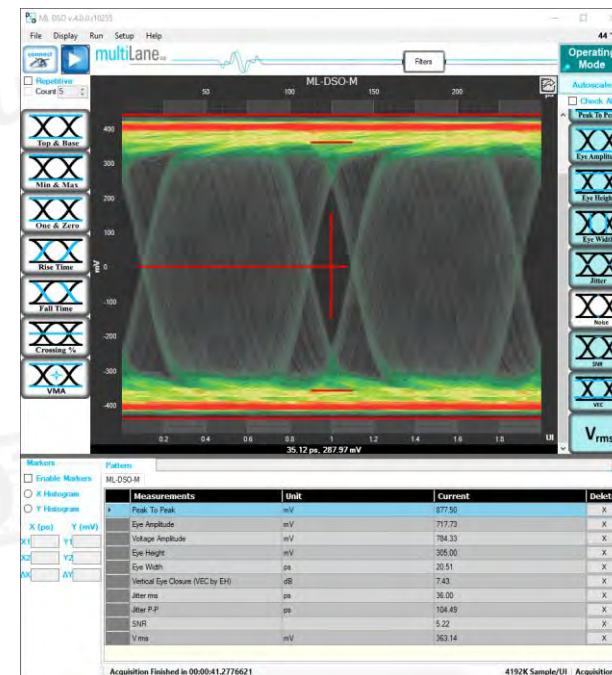 ML DSO v.4.0.0.r10255
File Display Run Setup Help
44
connect
multiLane
Filters
Operating
Mode
Repetitive
Count 5
Autoscale
Check A
ML-DSO-M
50 100 150 200
400
300
200
100
0
-100
-200
-300
-400
mV
0.2 0.4 0.6 0.8 1 1.2 1.4 1.6 1.8 UI
35.12 ps, 287.97 mV
Top & Base
Min & Max
One & Zero
Rise Time
Fall Time
Crossing %
VMA
Peak To Pe
Eye Amplitu
Eye Heigh
Eye Width
Jitter
Noise
SNR
VEC
Vrms
Markers
Enable Markers
X Histogram
Y Histogram
X (ps) Y (mV)
X1 Y1
X2 Y2
ΔX ΔY
Pattern
ML-DSO-M
Measurements Unit Current Delet
Peak To Peak mV 877.50 X
Eye Amplitude mV 717.73 X
Voltage Amplitude mV 784.33 X
Eye Height mV 305.00 X
Eye Width ps 20.51 X
Vertical Eye Closure (VEC by EH) dB 7.43 X
Jitter rms ps 36.00 X
Jitter P-P ps 104.49 X
SNR 5.22 X
V rms mV 363.14 X
Acquisition Finished in 00:00:41.2776621
4192K Sample/UI Acquisition